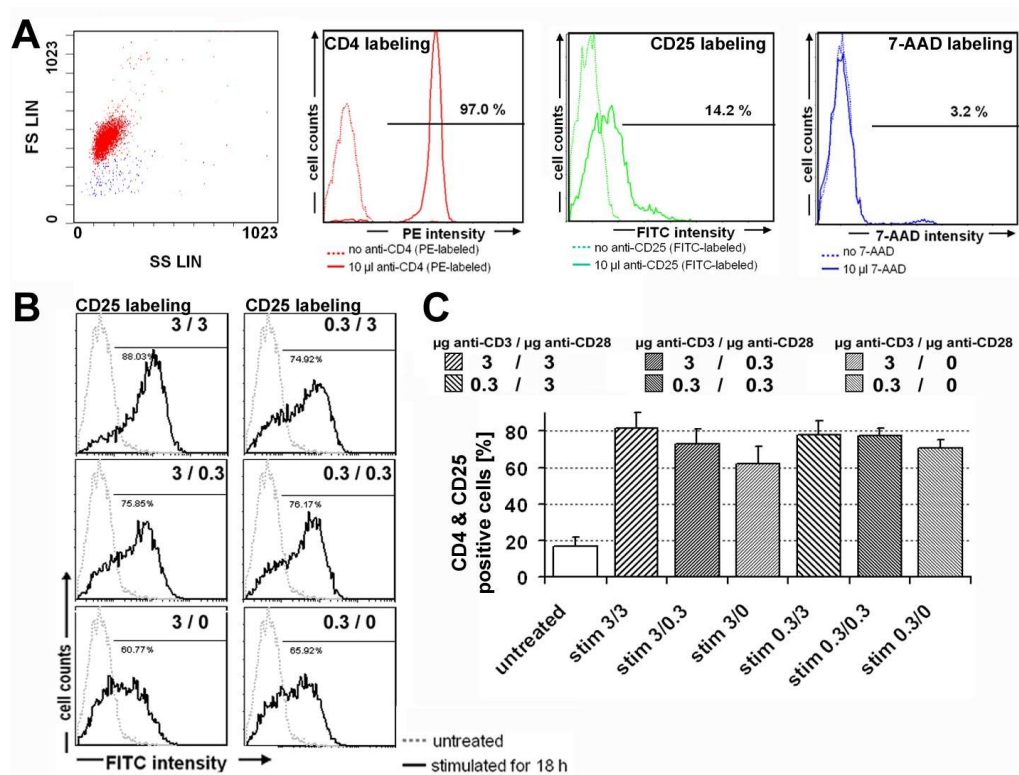 A
FS LIN
1023
0
0
1023
SS LIN
CD4 labeling
97.0 %
cell counts
PE intensity
no anti-CD4 (PE-labeled)
10 µl anti-CD4 (PE-labeled)
CD25 labeling
14.2 %
cell counts
FITC intensity
no anti-CD25 (FITC-labeled)
10 µl anti-CD25 (FITC-labeled)
7-AAD labeling
3.2 %
cell counts
7-AAD intensity
no 7-AAD
10 µl 7-AAD
B
CD25 labeling
CD25 labeling
3 / 3
88.03%
0.3 / 3
74.92%
3 / 0.3
75.85%
0.3 / 0.3
76.17%
3 / 0
60.77%
0.3 / 0
65.92%
cell counts
FITC intensity
untreated
stimulated for 18 h
C
µg anti-CD3 / µg anti-CD28
µg anti-CD3 / µg anti-CD28
µg anti-CD3 / µg anti-CD28
3 / 3
3 / 0.3
3 / 0
0.3 / 3
0.3 / 0.3
0.3 / 0
CD4 & CD25
positive cells [%]
80
60
40
20
0
untreated
stim 3/3
stim 3/0.3
stim 3/0
stim 0.3/3
stim 0.3/0.3
stim 0.3/0